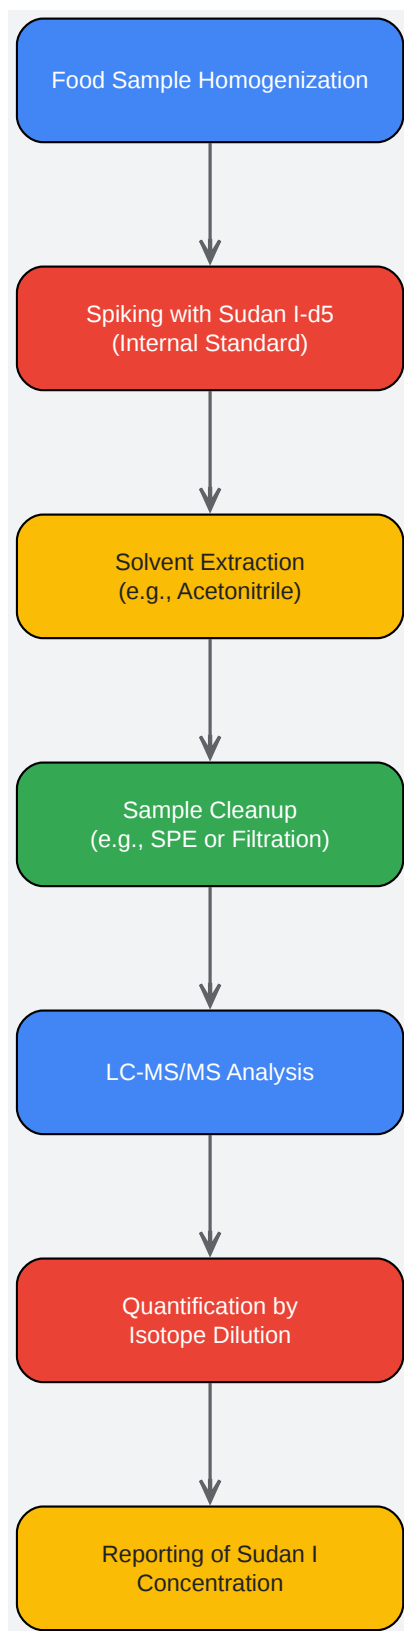 Food Sample Homogenization
Spiking with Sudan I-d5
(Internal Standard)
Solvent Extraction
(e.g., Acetonitrile)
Sample Cleanup
(e.g., SPE or Filtration)
LC-MS/MS Analysis
Quantification by
Isotope Dilution
Reporting of Sudan I
Concentration